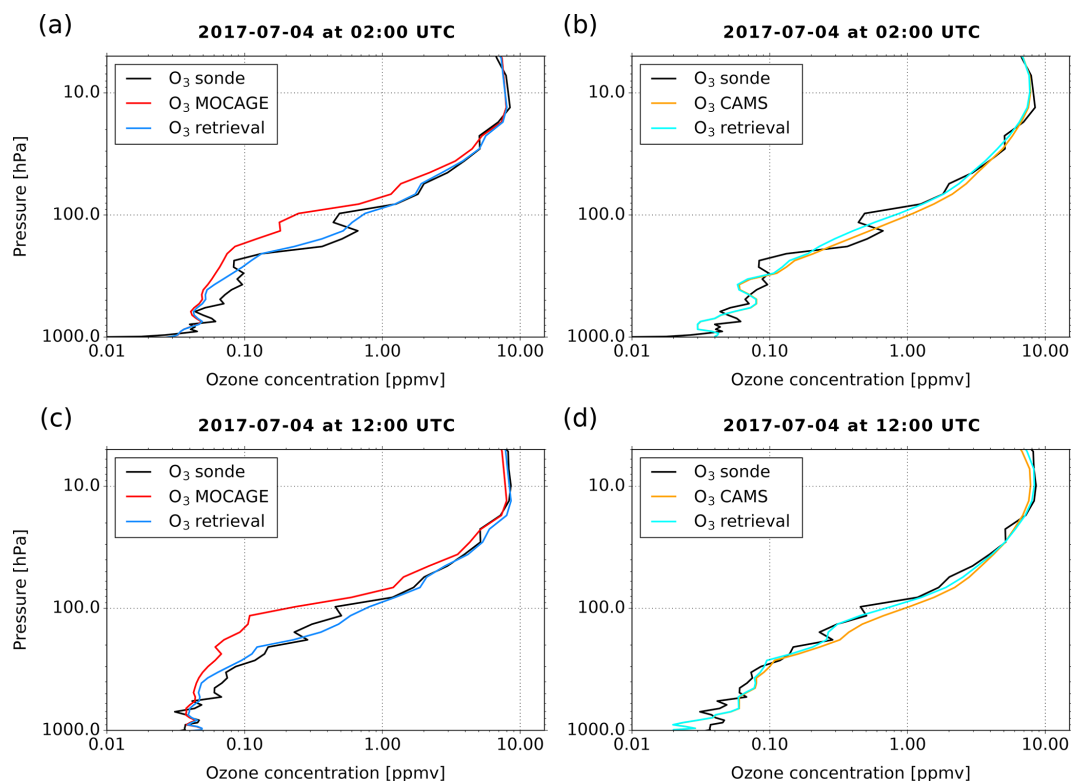 (a)
2017-07-04 at 02:00 UTC
O3 sonde
O3 MOCAGE
O3 retrieval
Pressure [hPa]
10.0
100.0
1000.0
0.01
0.10
1.00
10.00
Ozone concentration [ppmv]
(b)
2017-07-04 at 02:00 UTC
O3 sonde
O3 CAMS
O3 retrieval
10.0
100.0
1000.0
0.01
0.10
1.00
10.00
Ozone concentration [ppmv]
(c)
2017-07-04 at 12:00 UTC
O3 sonde
O3 MOCAGE
O3 retrieval
Pressure [hPa]
10.0
100.0
1000.0
0.01
0.10
1.00
10.00
Ozone concentration [ppmv]
(d)
2017-07-04 at 12:00 UTC
O3 sonde
O3 CAMS
O3 retrieval
10.0
100.0
1000.0
0.01
0.10
1.00
10.00
Ozone concentration [ppmv]